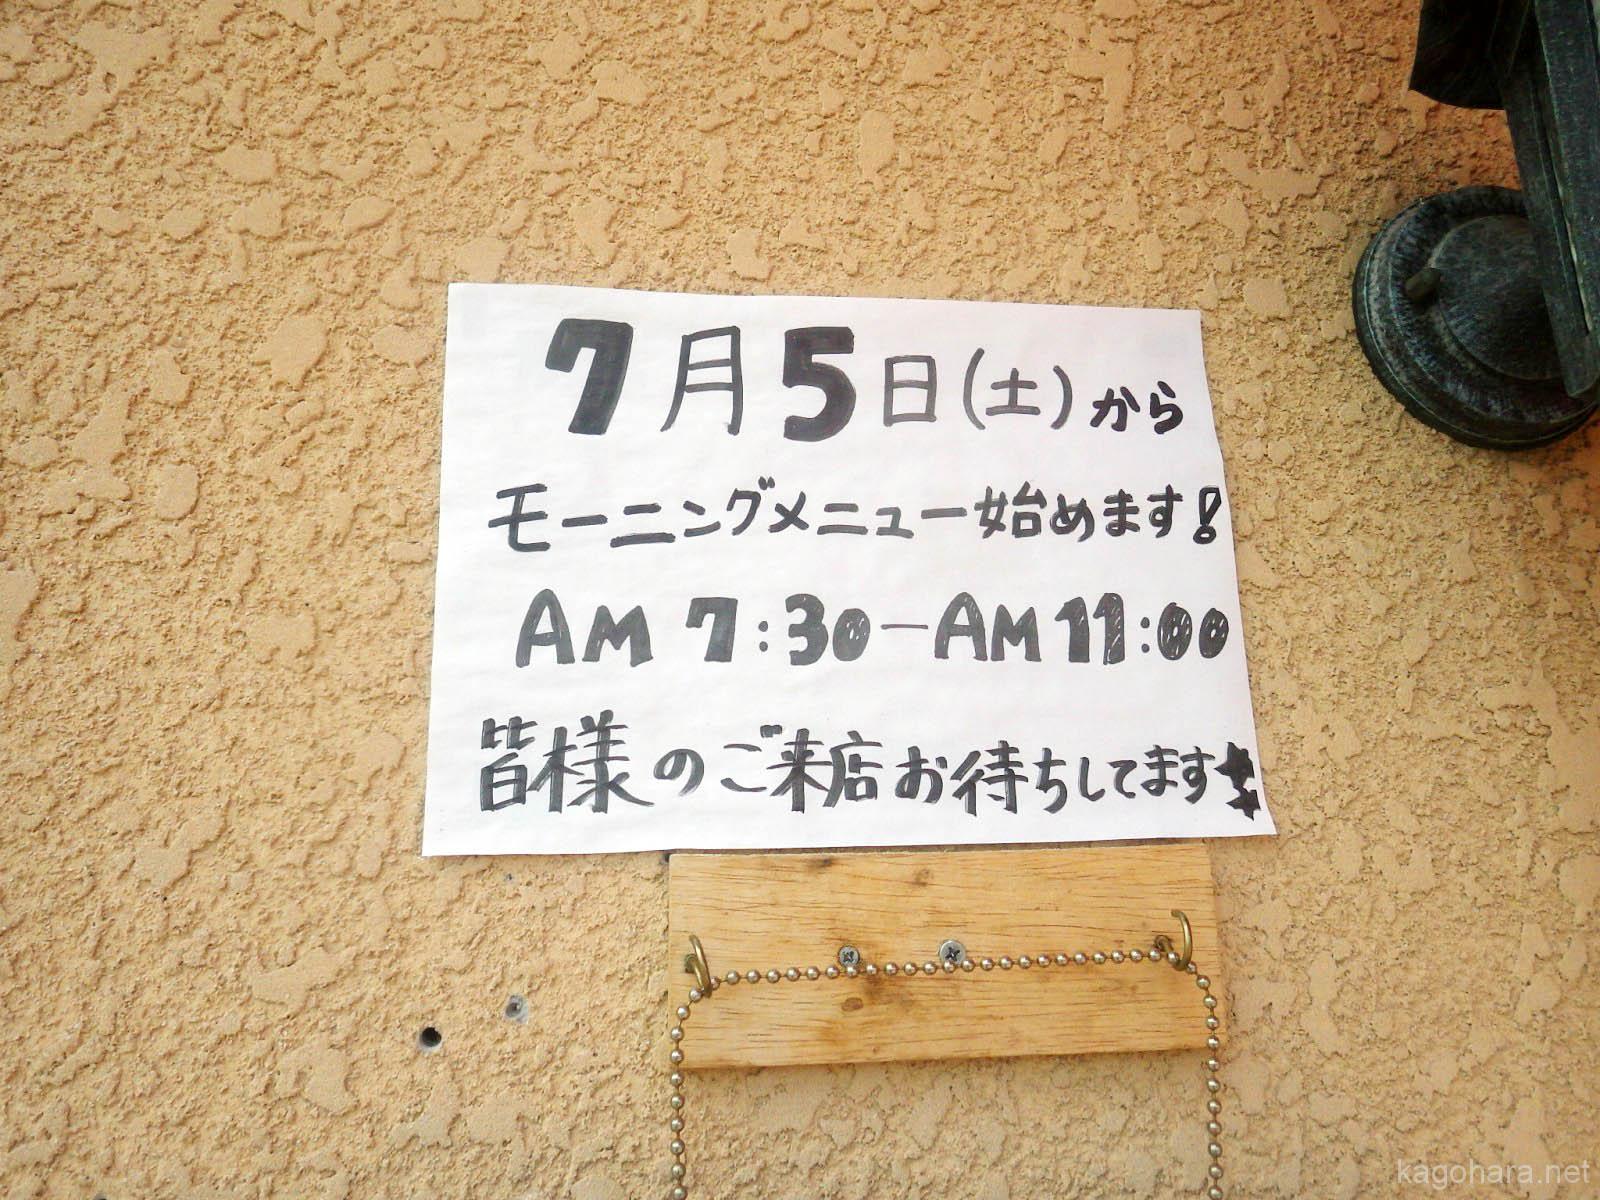 7月5日(土)から
モーニングメニュー始めます!
AM 7:30-AM11:00
皆様のご来店お待ちしてます★
kagohara.net